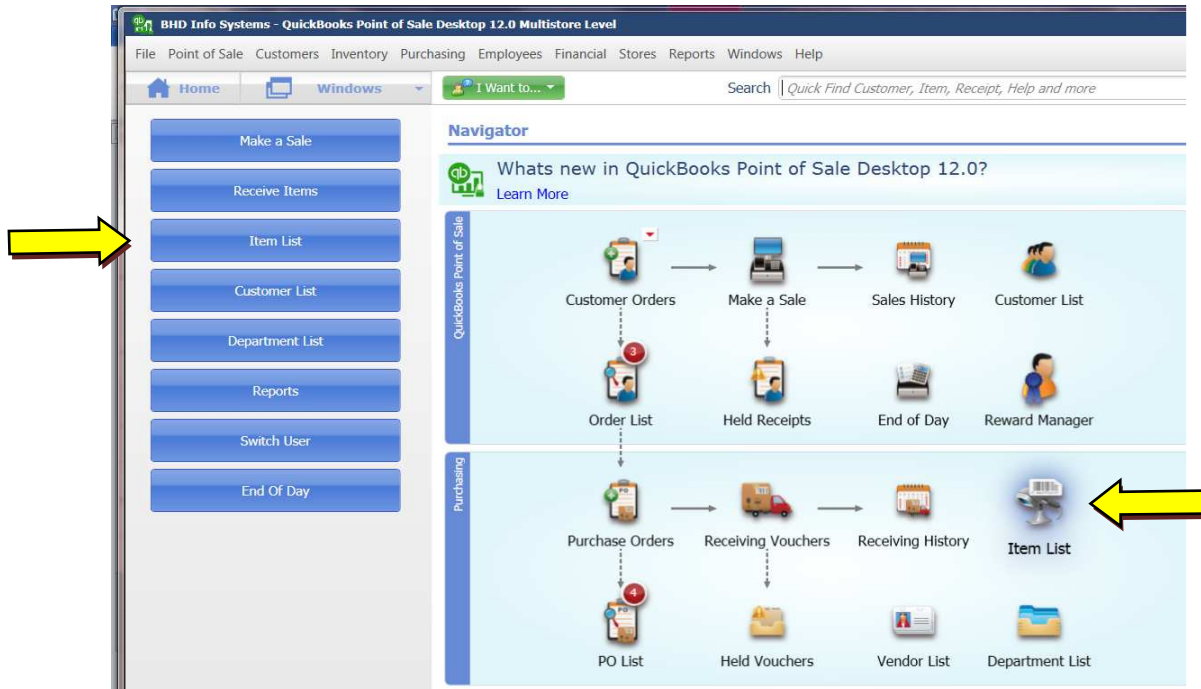 BHD Info Systems - QuickBooks Point of Sale Desktop 12.0 Multistore Level
File Point of Sale Customers Inventory Purchasing Employees Financial Stores Reports Windows Help
Home Windows I Want to... Search Quick Find Customer, Item, Receipt, Help and more
Make a Sale
Receive Items
Item List
Customer List
Department List
Reports
Switch User
End Of Day
Navigator
qb Whats new in QuickBooks Point of Sale Desktop 12.0?
Learn More
QuickBooks Point of Sale
Customer Orders Make a Sale Sales History Customer List
3
Order List Held Receipts End of Day Reward Manager
Purchasing
PO
Purchase Orders Receiving Vouchers Receiving History Item List
4
PO
PO List Held Vouchers Vendor List Department List